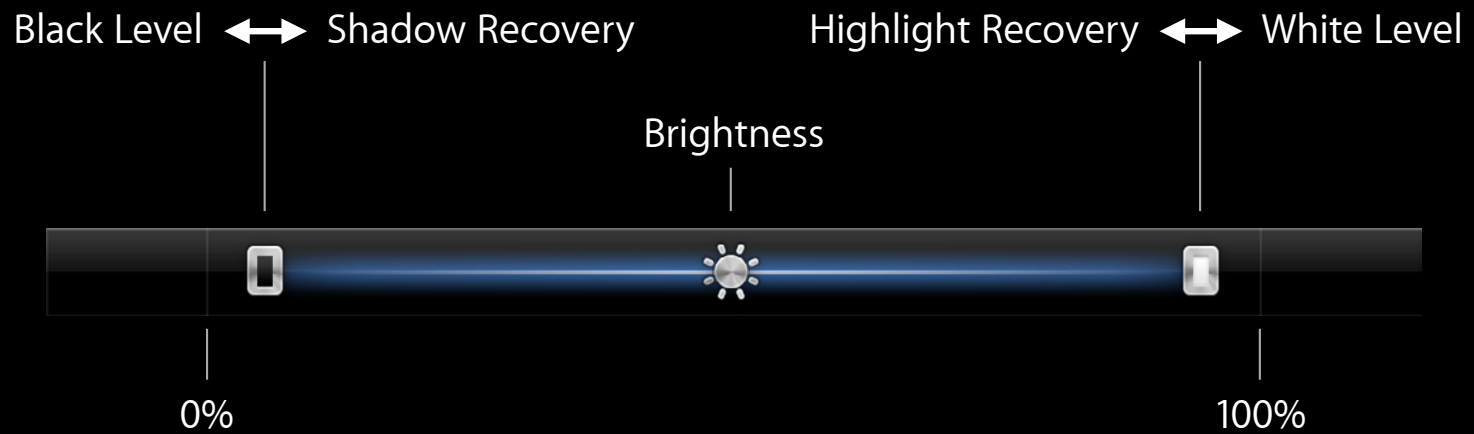 Black Level ⟷ Shadow Recovery
Highlight Recovery ⟷ White Level
Brightness
0%
100%